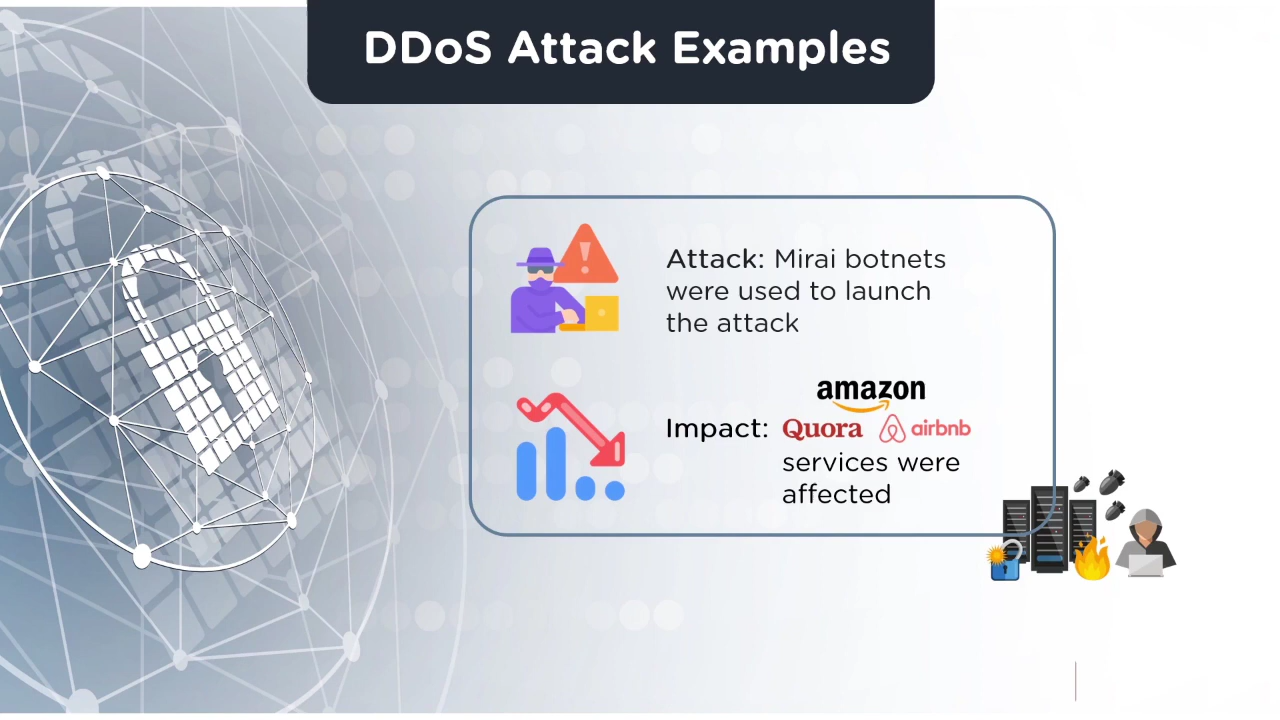 DDoS Attack Examples
Attack: Mirai botnets
were used to launch
the attack
amazon
Impact: Quora airbnb
services were
affected